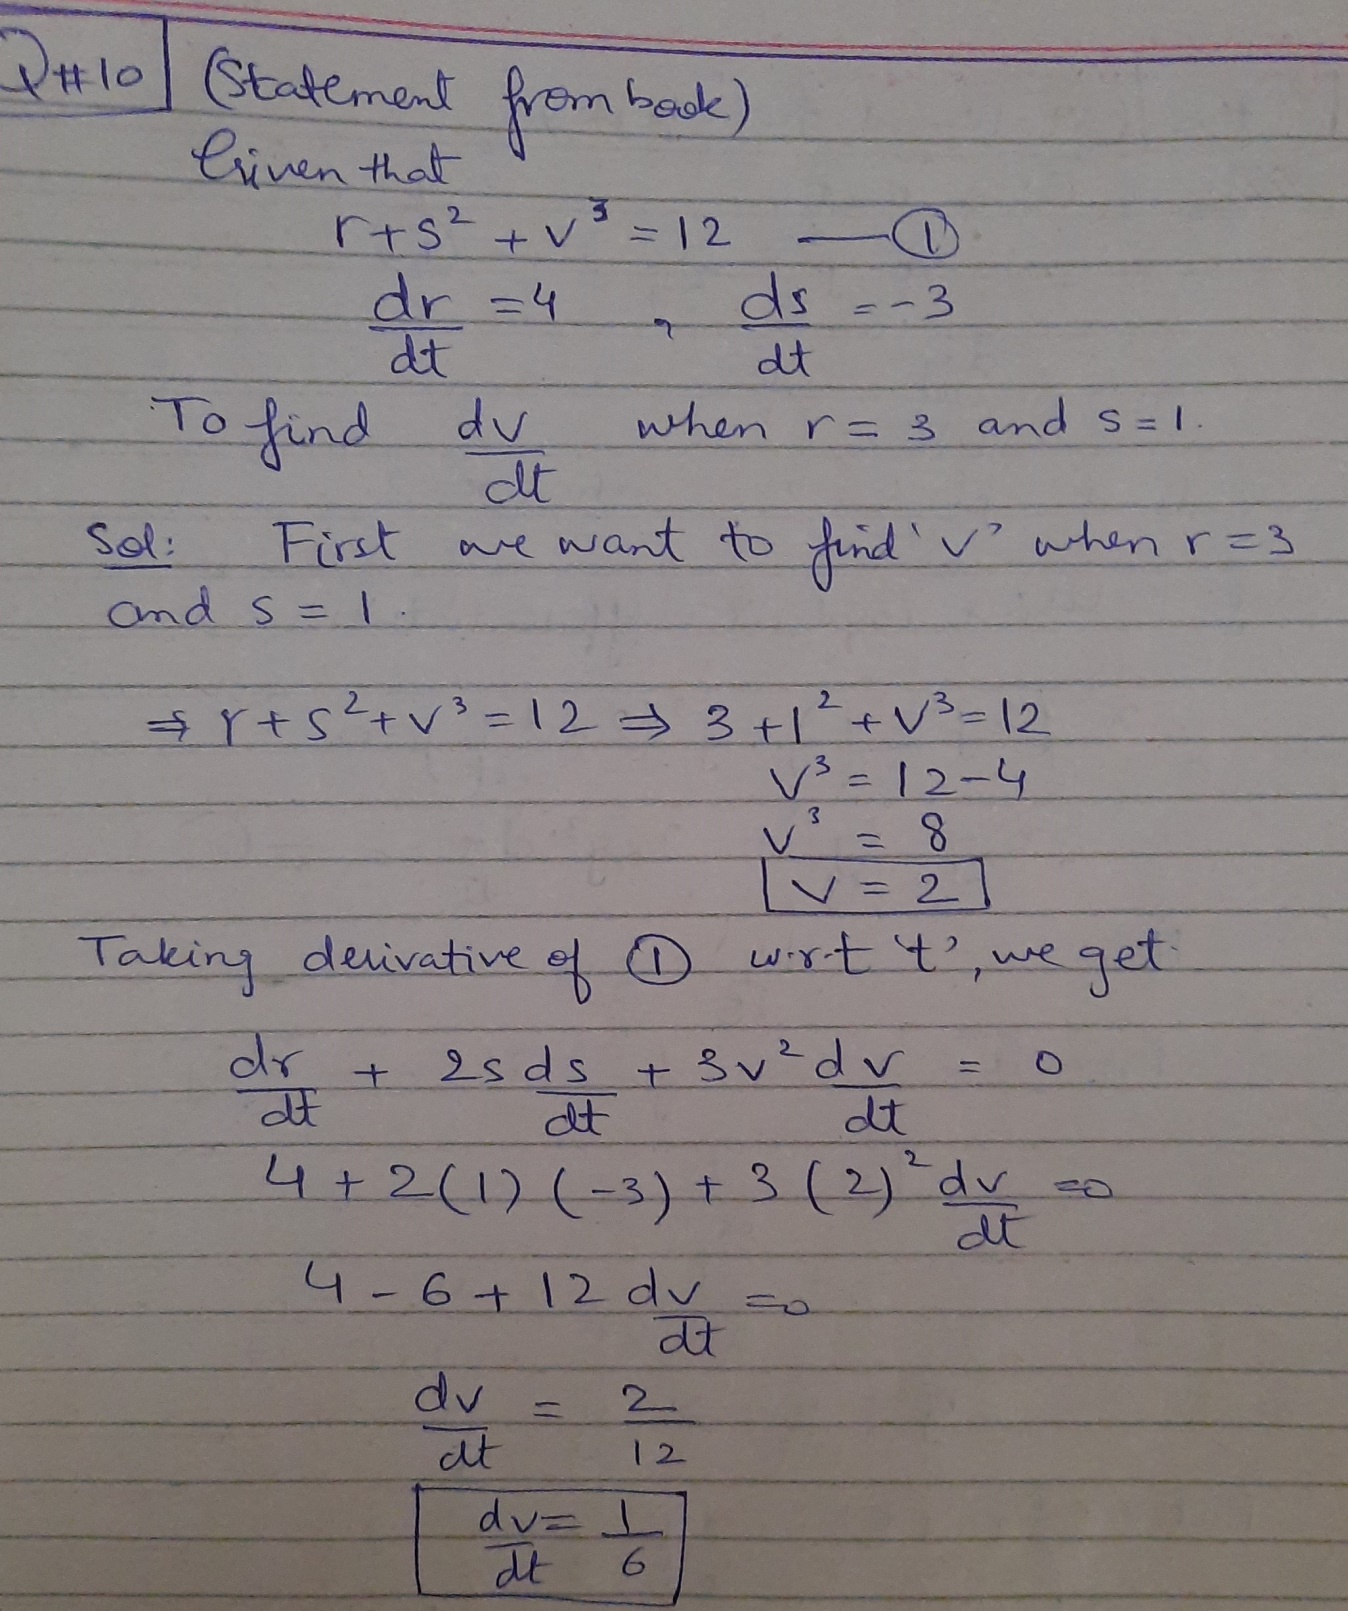 Q#10 (Statement from book)
Given that
r+s² + v³ = 12 —①
dr/dt = 4 , ds/dt = -3
To find dv/dt when r = 3 and s = 1.
Sol: First we want to find 'v' when r = 3
and s = 1.
⇒ r + s² + v³ = 12 ⇒ 3 + 1² + v³ = 12
v³ = 12 - 4
v³ = 8
v = 2
Taking derivative of ① w.r.t 't', we get
dr/dt + 2s ds/dt + 3v² dv/dt = 0
4 + 2(1)(-3) + 3(2)² dv/dt = 0
4 - 6 + 12 dv/dt = 0
dv/dt = 2/12
dv/dt = 1/6